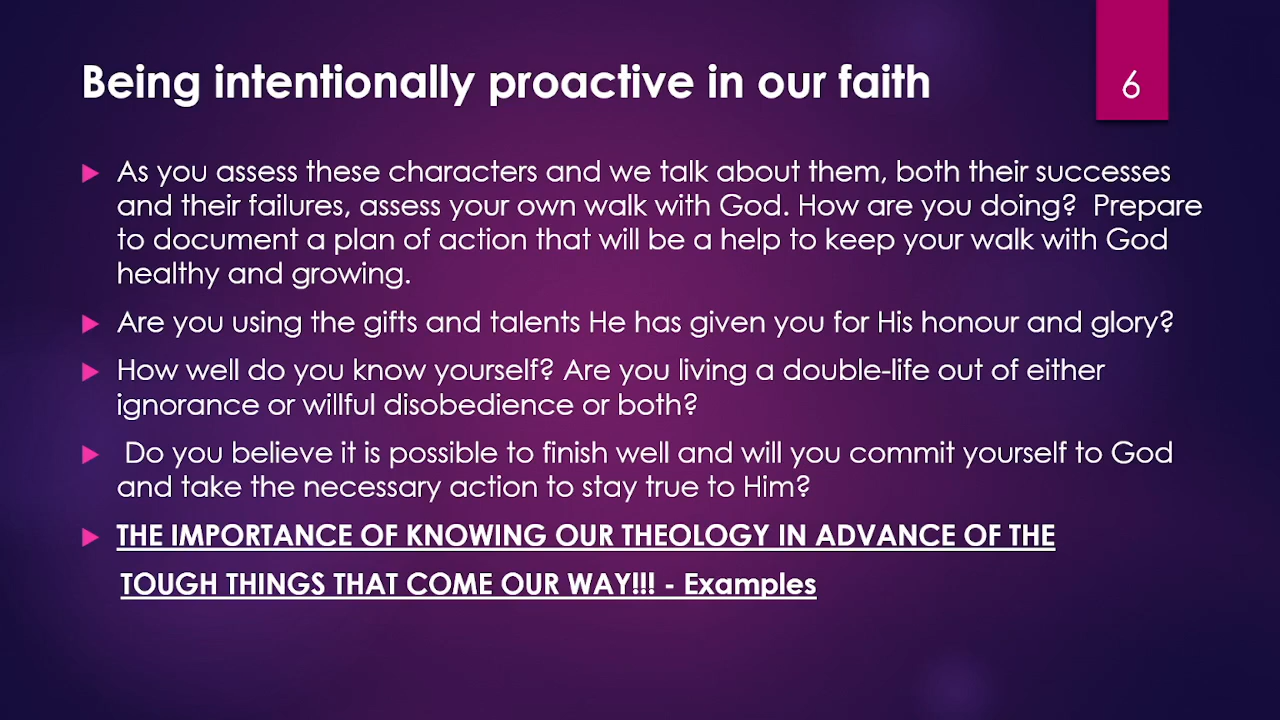 Being intentionally proactive in our faith
6
As you assess these characters and we talk about them, both their successes
and their failures, assess your own walk with God. How are you doing?  Prepare
to document a plan of action that will be a help to keep your walk with God
healthy and growing.
Are you using the gifts and talents He has given you for His honour and glory?
How well do you know yourself? Are you living a double-life out of either
ignorance or willful disobedience or both?
Do you believe it is possible to finish well and will you commit yourself to God
and take the necessary action to stay true to Him?
THE IMPORTANCE OF KNOWING OUR THEOLOGY IN ADVANCE OF THE
TOUGH THINGS THAT COME OUR WAY!!! - Examples